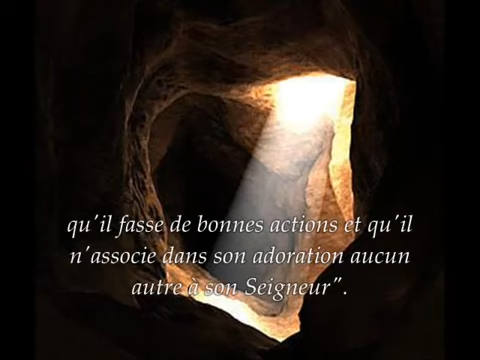 qu'il fasse de bonnes actions et qu'il
n'associe dans son adoration aucun
autre à son Seigneur".